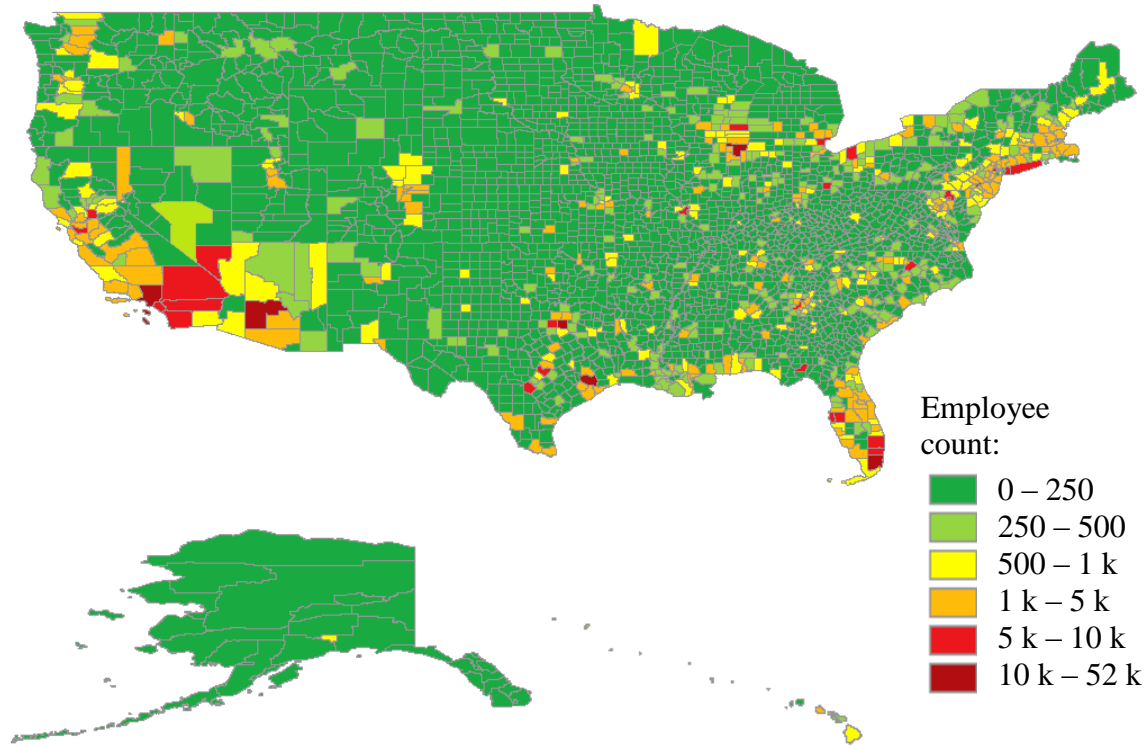 Employee
count:
0 – 250
250 – 500
500 – 1 k
1 k – 5 k
5 k – 10 k
10 k – 52 k